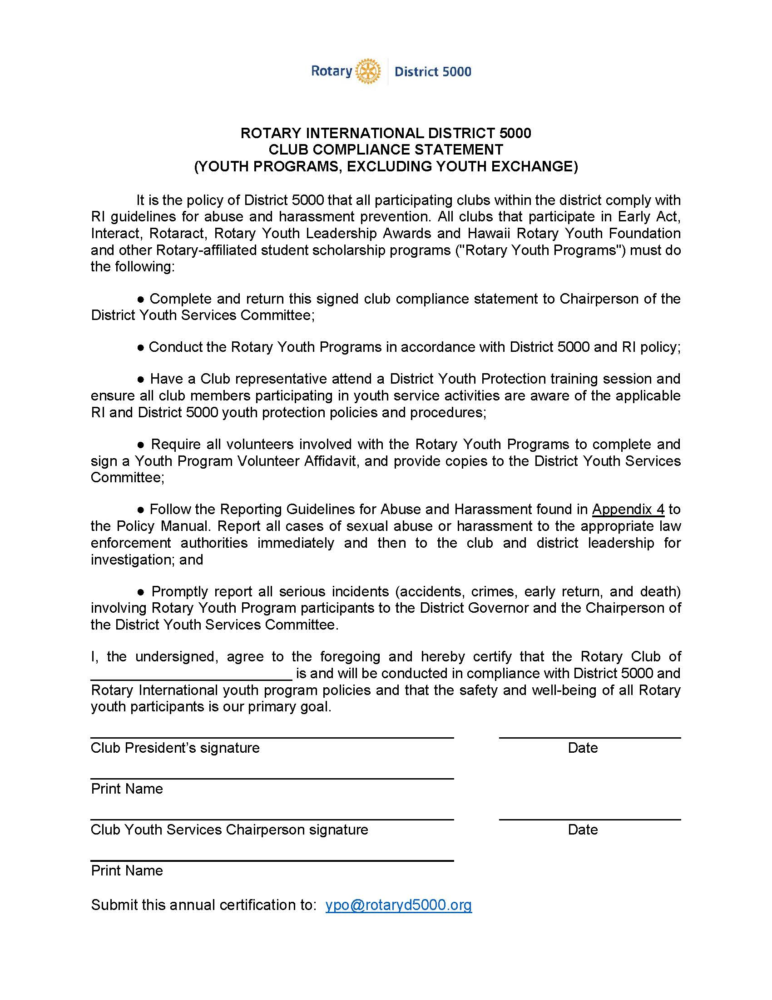 Rotary District 5000
ROTARY INTERNATIONAL DISTRICT 5000
CLUB COMPLIANCE STATEMENT
(YOUTH PROGRAMS, EXCLUDING YOUTH EXCHANGE)
It is the policy of District 5000 that all participating clubs within the district comply with
RI guidelines for abuse and harassment prevention. All clubs that participate in Early Act,
Interact, Rotaract, Rotary Youth Leadership Awards and Hawaii Rotary Youth Foundation
and other Rotary-affiliated student scholarship programs ("Rotary Youth Programs") must do
the following:
● Complete and return this signed club compliance statement to Chairperson of the
District Youth Services Committee;
● Conduct the Rotary Youth Programs in accordance with District 5000 and RI policy;
● Have a Club representative attend a District Youth Protection training session and
ensure all club members participating in youth service activities are aware of the applicable
RI and District 5000 youth protection policies and procedures;
● Require all volunteers involved with the Rotary Youth Programs to complete and
sign a Youth Program Volunteer Affidavit, and provide copies to the District Youth Services
Committee;
● Follow the Reporting Guidelines for Abuse and Harassment found in Appendix 4 to
the Policy Manual. Report all cases of sexual abuse or harassment to the appropriate law
enforcement authorities immediately and then to the club and district leadership for
investigation; and
● Promptly report all serious incidents (accidents, crimes, early return, and death)
involving Rotary Youth Program participants to the District Governor and the Chairperson of
the District Youth Services Committee.
I, the undersigned, agree to the foregoing and hereby certify that the Rotary Club of
_________________________ is and will be conducted in compliance with District 5000 and
Rotary International youth program policies and that the safety and well-being of all Rotary
youth participants is our primary goal.
Club President’s signature Date
Print Name
Club Youth Services Chairperson signature Date
Print Name
Submit this annual certification to: ypo@rotaryd5000.org